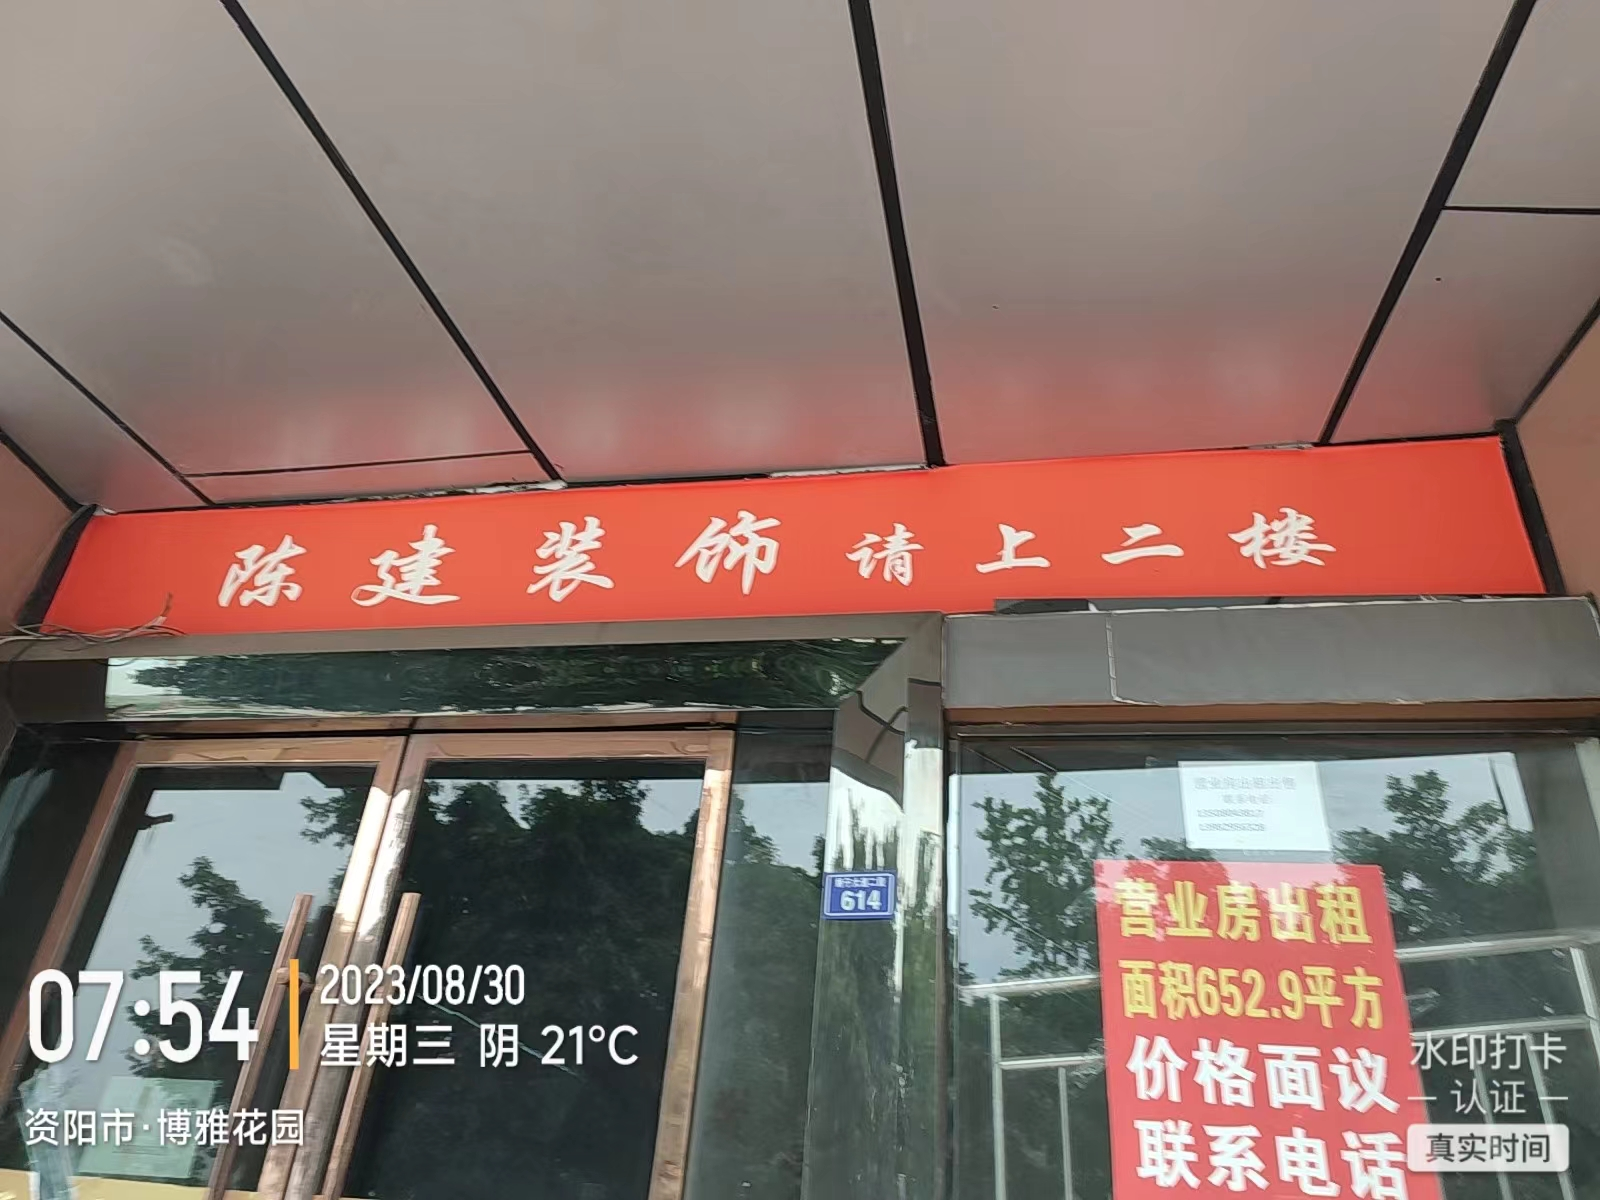 陈建装饰请上二楼
614
营业房出租
面积652.9平方
价格面议
联系电话
07:54
2023/08/30
星期三 阴 21°C
资阳市·博雅花园
水印打卡
认证
真实时间